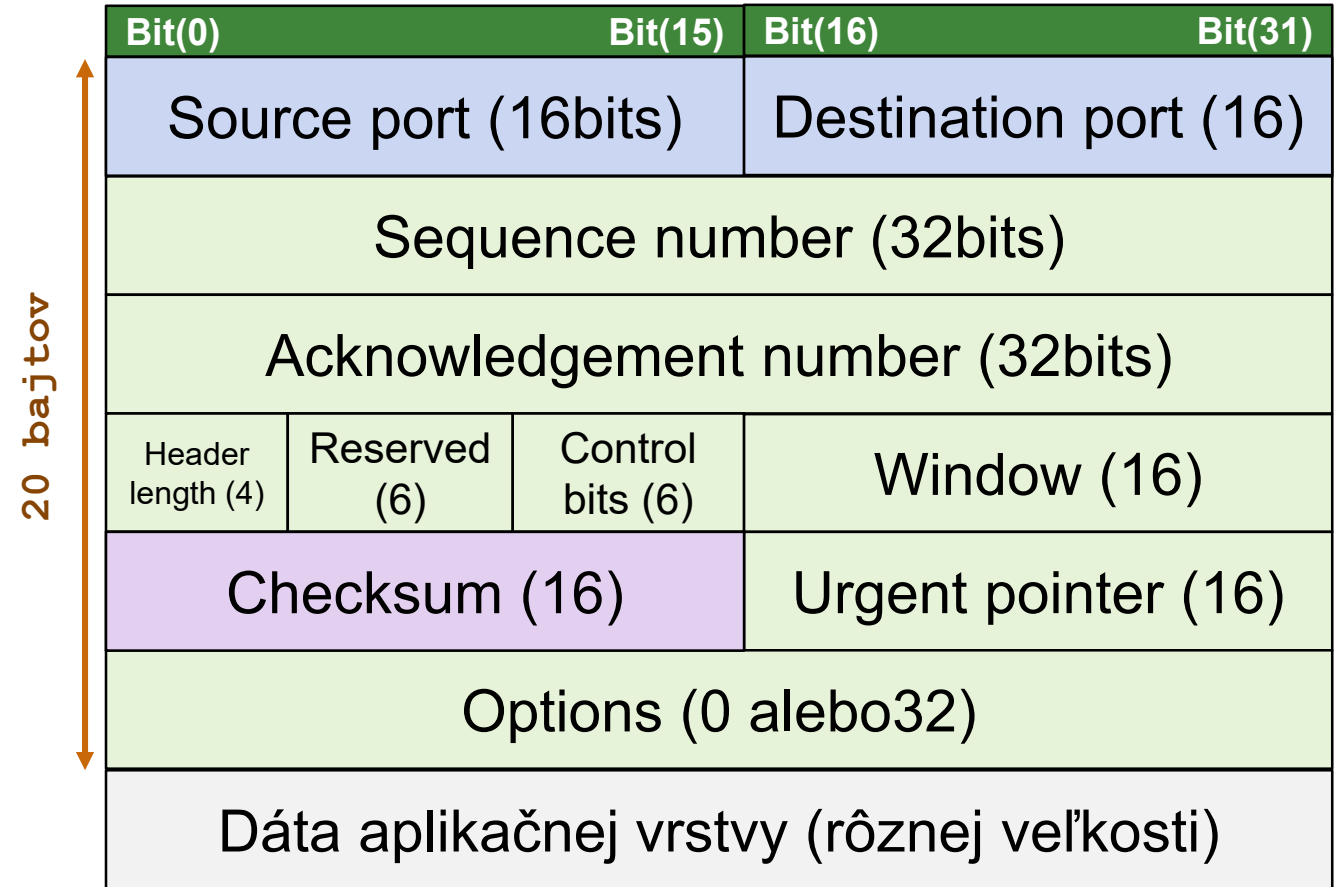 Bit(0) Bit(15) Bit(16) Bit(31)
Source port (16bits) Destination port (16)
Sequence number (32bits)
Acknowledgement number (32bits)
Header
length (4)
Reserved
(6)
Control
bits (6)
Window (16)
Checksum (16) Urgent pointer (16)
Options (0 alebo32)
Dáta aplikačnej vrstvy (rôznej veľkosti)
20 bajtov